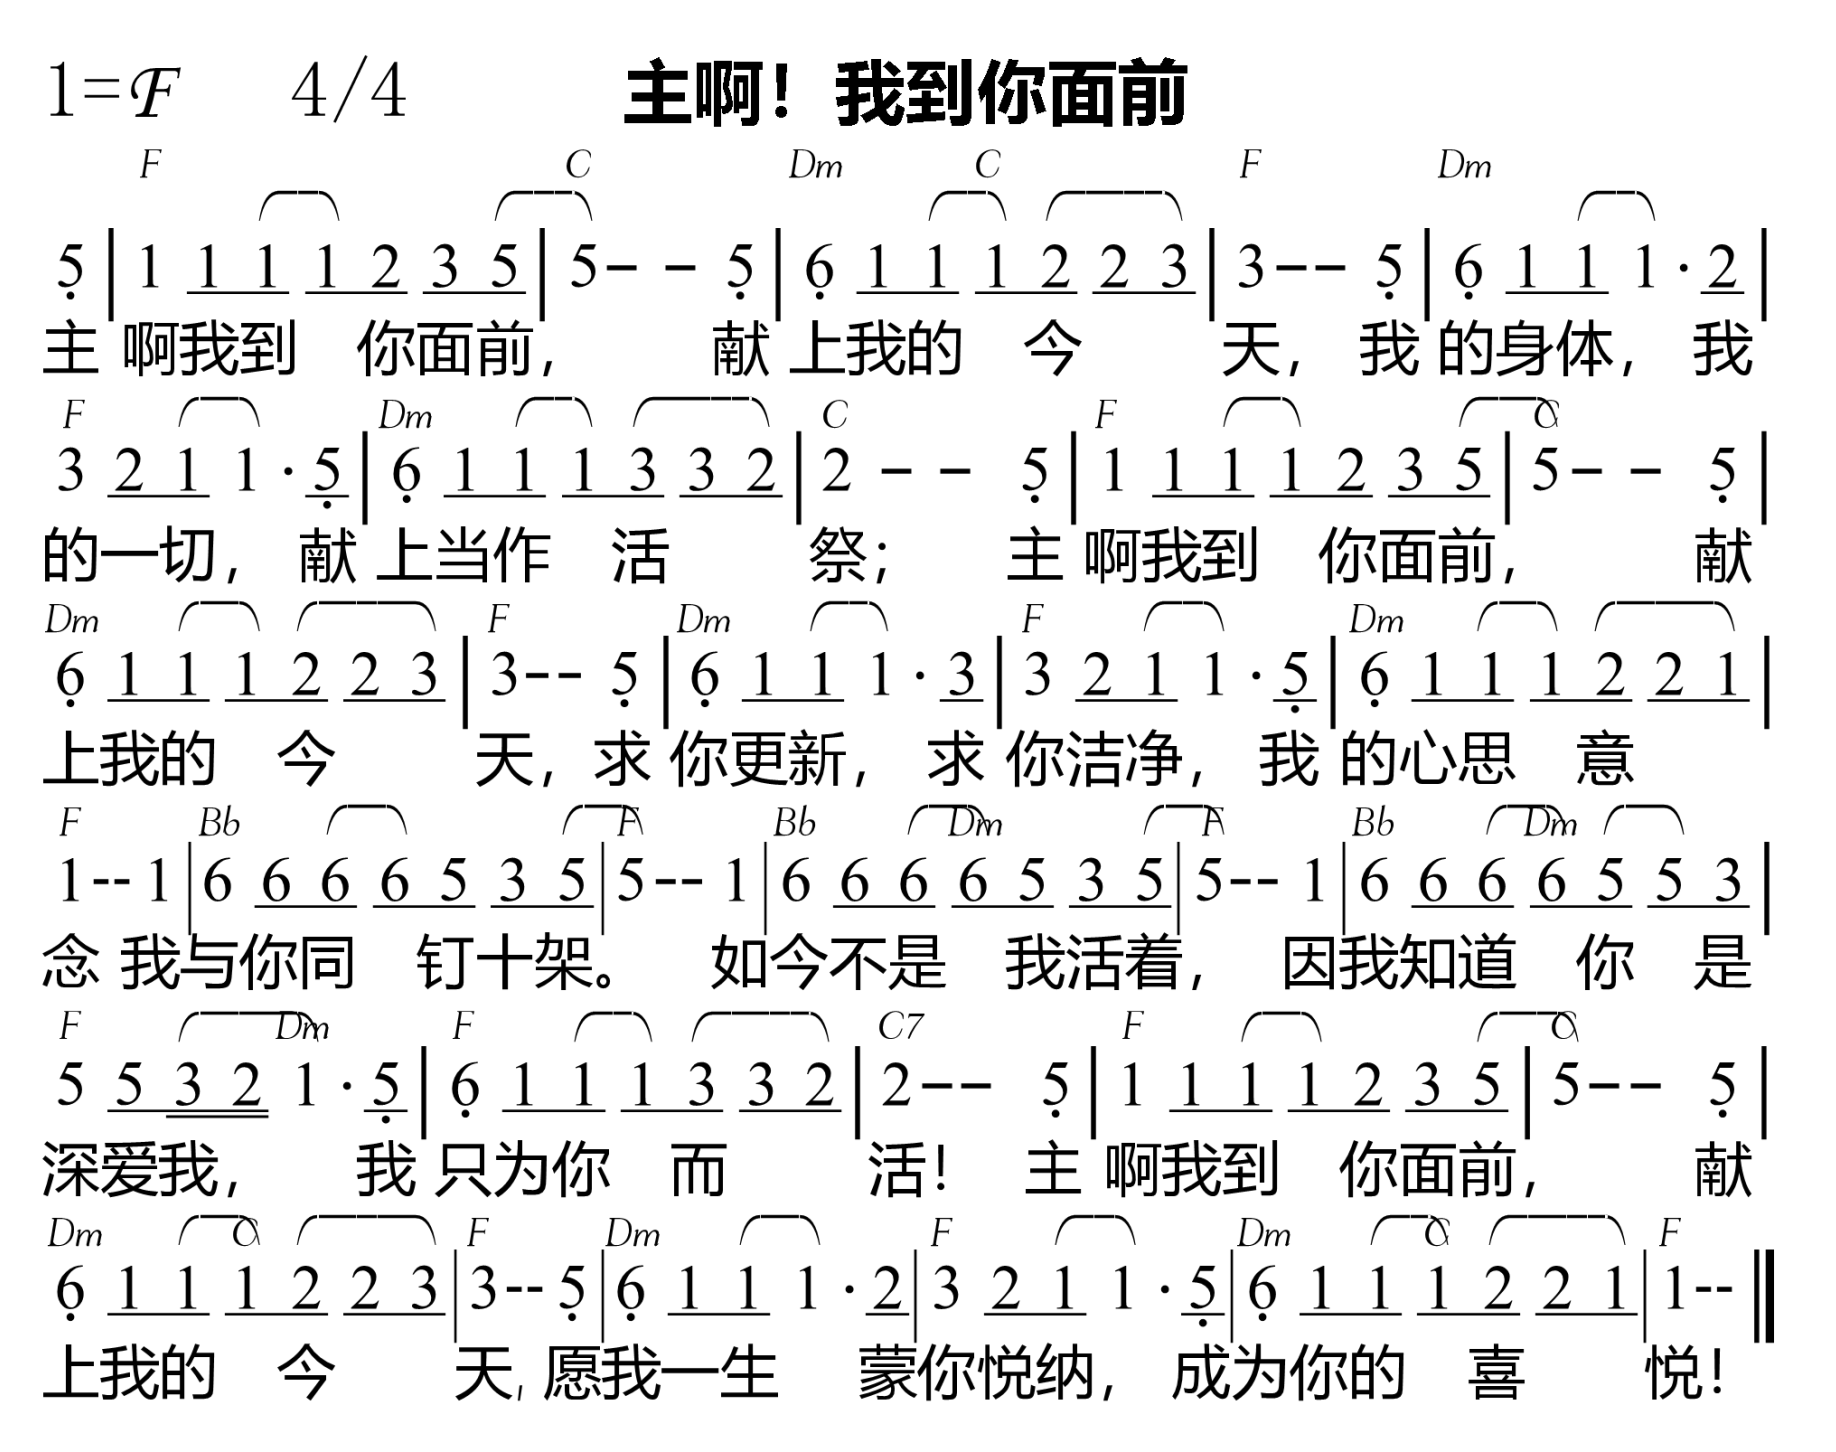 1=F 4/4 主啊！我到你面前
F C Dm C F Dm
5 | 1 1 1 1 2 3 5 | 5 - - 5 | 6 1 1 1 2 2 3 | 3 - - 5 | 6 1 1 1 · 2 |
主 啊我到 你面前， 献 上我的 今 天，我 的身体，我
F Dm C F C
3 2 1 1 · 5 | 6 1 1 1 3 3 2 | 2 - - 5 | 1 1 1 1 2 3 5 | 5 - - 5 |
的一切， 献 上当作 活 祭； 主 啊我到 你面前， 献
Dm F Dm F Dm
6 1 1 1 2 2 3 | 3 - - 5 | 6 1 1 1 · 3 | 3 2 1 1 · 5 | 6 1 1 1 2 2 1 |
上我的 今 天，求 你更新， 求 你洁净，我 的心思 意
F Bb F Bb Dm F Bb Dm
1 - - 1 | 6 6 6 6 5 3 5 | 5 - - 1 | 6 6 6 6 5 3 5 | 5 - - 1 | 6 6 6 6 5 5 3 |
念 我与你同 钉十架。 如今不是 我活着， 因我知道 你 是
F Dm F C7 F C
5 5 3 2 1 · 5 | 6 1 1 1 3 3 2 | 2 - - 5 | 1 1 1 1 2 3 5 | 5 - - 5 |
深爱我， 我 只为你 而 活！ 主 啊我到 你面前， 献
Dm C F Dm F Dm C F
6 1 1 1 2 2 3 | 3 - - 5 | 6 1 1 1 · 2 | 3 2 1 1 · 5 | 6 1 1 1 2 2 1 | 1 - - ‖
上我的 今 天，愿我一生 蒙你悦纳， 成为你的 喜 悦！